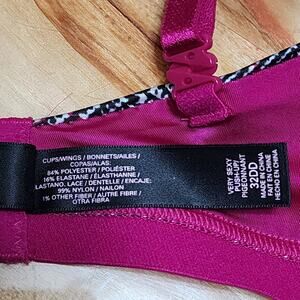 CUPS/WINGS / BONNETS/AILES /
COPAS/ALAS:
84% POLYESTER / POLIÉSTER
16% ELASTANE / ÉLASTHANNE /
ELASTANO. LACE / DENTELLE / ENCAJE:
99% NYLON / NAILON
1% OTHER FIBER / AUTRE FIBRE /
OTRA FIBRA
VERY SEXY
PUSH-UP/
PIGEONNANT
32DD
MADE IN CHINA
FAIT EN CHINE
HECHO EN CHINA